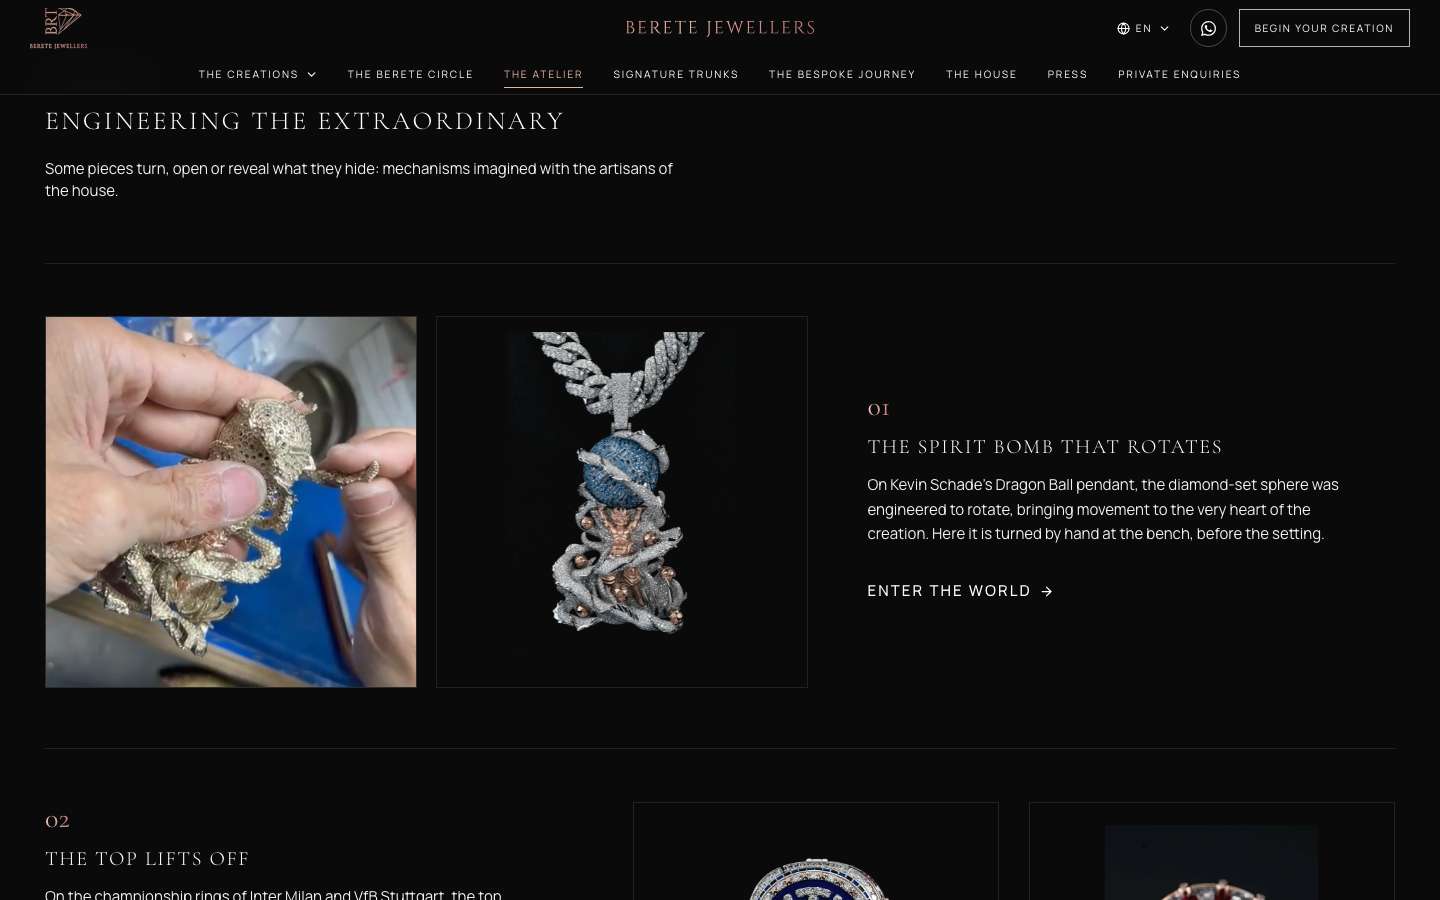 BRT
BERETE JEWELLERS
BERETE JEWELLERS
EN
BEGIN YOUR CREATION
THE CREATIONS
THE BERETE CIRCLE
THE ATELIER
SIGNATURE TRUNKS
THE BESPOKE JOURNEY
THE HOUSE
PRESS
PRIVATE ENQUIRIES
ENGINEERING THE EXTRAORDINARY
Some pieces turn, open or reveal what they hide: mechanisms imagined with the artisans of
the house.
01
THE SPIRIT BOMB THAT ROTATES
On Kevin Schade's Dragon Ball pendant, the diamond-set sphere was
engineered to rotate, bringing movement to the very heart of the
creation. Here it is turned by hand at the bench, before the setting.
ENTER THE WORLD
02
THE TOP LIFTS OFF
On the championship rings of Inter Milan and VfB Stuttgart, the top